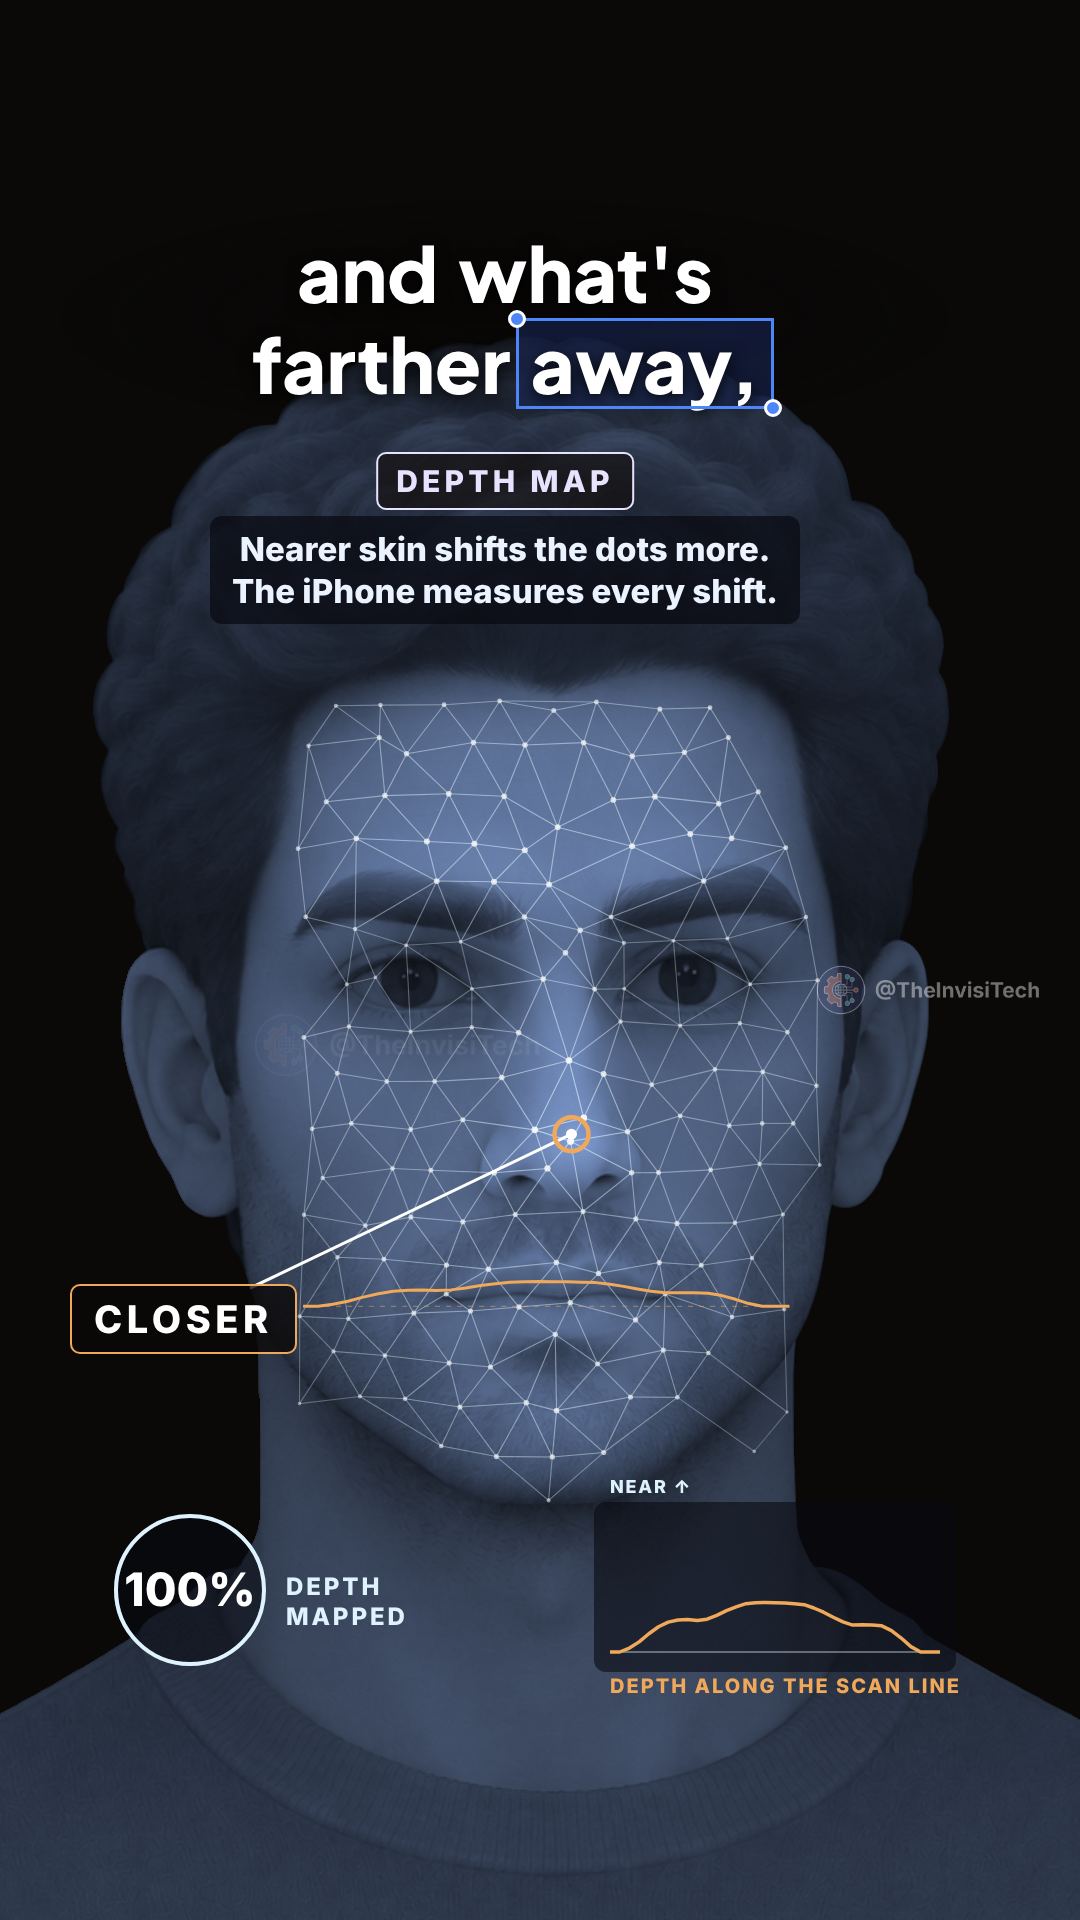 and what's
farther away,
DEPTH MAP
Nearer skin shifts the dots more.
The iPhone measures every shift.
@TheInvisiTech
@TheInvisiTech
CLOSER
NEAR ↑
100%
DEPTH
MAPPED
DEPTH ALONG THE SCAN LINE